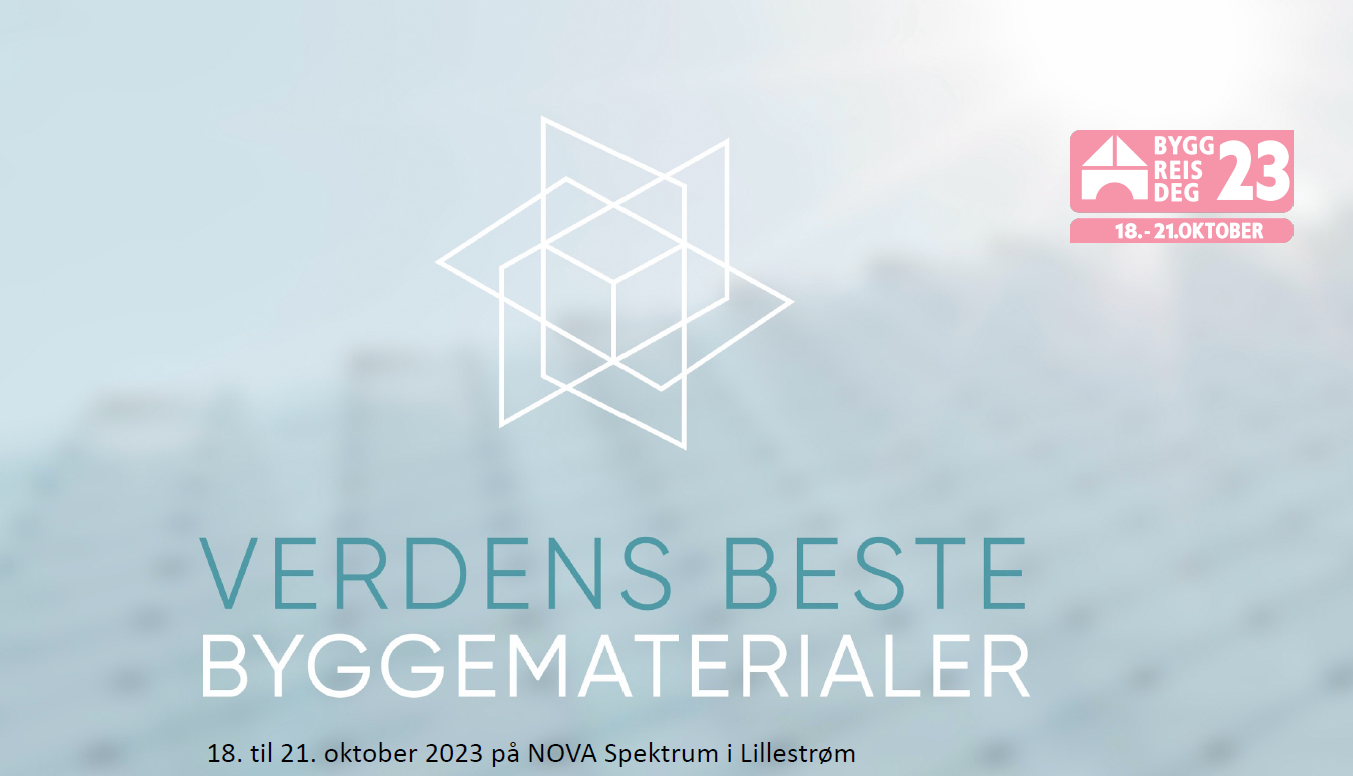 BYGG
REIS
DEG
23
18.-21.OKTOBER
VERDENS BESTE
BYGGEMATERIALER
18. til 21. oktober 2023 på NOVA Spektrum i Lillestrøm